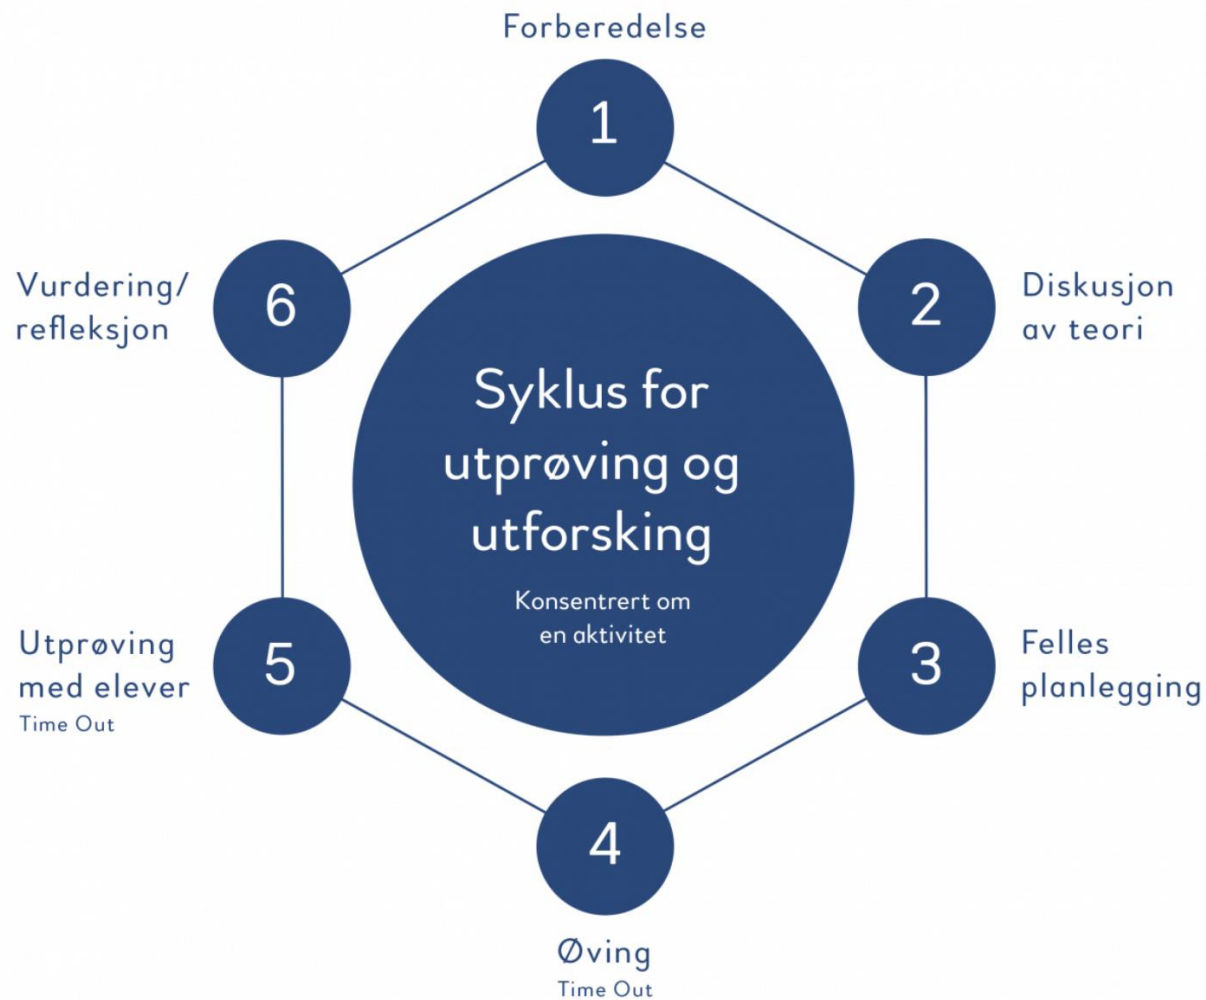 Forberedelse
1
2
Diskusjon
av teori
3
Felles
planlegging
4
Øving
Time Out
5
Utprøving
med elever
Time Out
6
Vurdering/
refleksjon
Syklus for
utprøving og
utforsking
Konsentrert om
en aktivitet